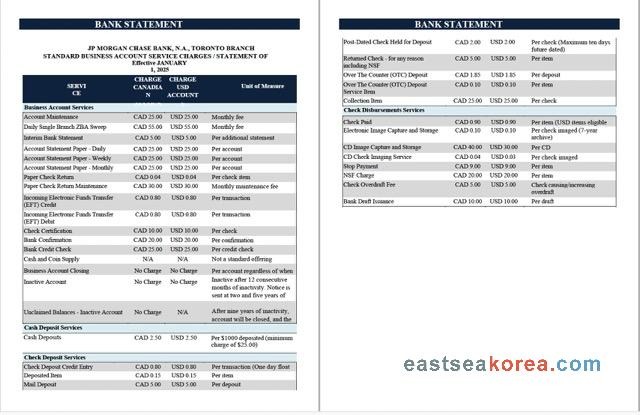 BANK STATEMENT
JP MORGAN CHASE BANK, N.A., TORONTO BRANCH
STANDARD BUSINESS ACCOUNT SERVICE CHARGES / STATEMENT OF
Effective JANUARY
1, 2025
SERVI
CE
CHARGE
CANADIA
N
CHARGE
USD
ACCOUNT
Unit of Measure
Business Account Services
Account Maintenance CAD 25.00 USD 25.00 Monthly fee
Daily Single Branch ZBA Sweep CAD 55.00 USD 55.00 Monthly fee
Interim Bank Statement CAD 5.00 USD 5.00 Per additional statement
Account Statement Paper - Daily CAD 25.00 USD 25.00 Per account
Account Statement Paper - Weekly CAD 25.00 USD 25.00 Per account
Account Statement Paper - Monthly CAD 25.00 USD 25.00 Per account
Paper Check Return CAD 0.04 USD 0.04 Per check item
Paper Check Return Maintenance CAD 30.00 USD 30.00 Monthly maintenance fee
Incoming Electronic Funds Transfer
(EFT) Credit CAD 0.80 USD 0.80 Per transaction
Incoming Electronic Funds Transfer
(EFT) Debit CAD 0.80 USD 0.80 Per transaction
Check Certification CAD 10.00 USD 10.00 Per check
Bank Confirmation CAD 20.00 USD 20.00 Per confirmation
Bank Credit Check CAD 25.00 USD 25.00 Per credit check
Cash and Coin Supply N/A N/A Not a standard offering
Business Account Closing No Charge No Charge Per account regardless of when
Inactive Account No Charge No Charge Inactive after 12 consecutive
months of inactivity. Notice is
sent at two and five years of
Unclaimed Balances - Inactive Account No Charge N/A After nine years of inactivity,
account will be closed, and the
Cash Deposit Services
Cash Deposits CAD 2.50 USD 2.50 Per $1000 deposited (minimum
charge of $25.00)
Check Deposit Services
Check Deposit Credit Entry CAD 0.80 USD 0.80 Per transaction (One day float
Deposited Item CAD 0.15 USD 0.15 Per item
Mail Deposit CAD 5.00 USD 5.00 Per deposit
BANK STATEMENT
Post-Dated Check Held for Deposit CAD 2.00 USD 2.00 Per check (Maximum ten days
future dated)
Returned Check - for any reason
including NSF CAD 5.00 USD 5.00 Per item
Over The Counter (OTC) Deposit CAD 1.85 USD 1.85 Per deposit
Over The Counter (OTC) Deposit
Service Item CAD 0.10 USD 0.10 Per item
Collection Item CAD 25.00 USD 25.00 Per check
Check Disbursements Services
Check Paid CAD 0.90 USD 0.90 Per item (USD items eligible
Electronic Image Capture and Storage CAD 0.10 USD 0.10 Per check imaged (7-year
archive)
CD Image Capture and Storage CAD 40.00 USD 30.00 Per CD
CD Check Imaging Service CAD 0.04 USD 0.03 Per check imaged
Stop Payment CAD 9.00 USD 9.00 Per item
NSF Charge CAD 20.00 USD 20.00 Per item
Check Overdraft Fee CAD 5.00 USD 5.00 Check causing/increasing
overdraft
Bank Draft Issuance CAD 10.00 USD 10.00 Per draft
eastseakorea.com